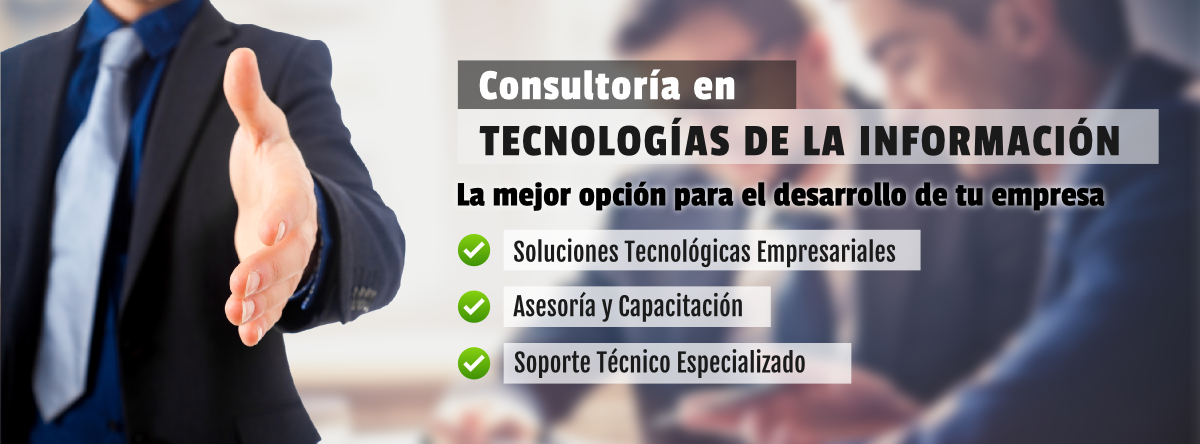 Consultoría en
TECNOLOGÍAS DE LA INFORMACIÓN
La mejor opción para el desarrollo de tu empresa
Soluciones Tecnológicas Empresariales
Asesoría y Capacitación
Soporte Técnico Especializado